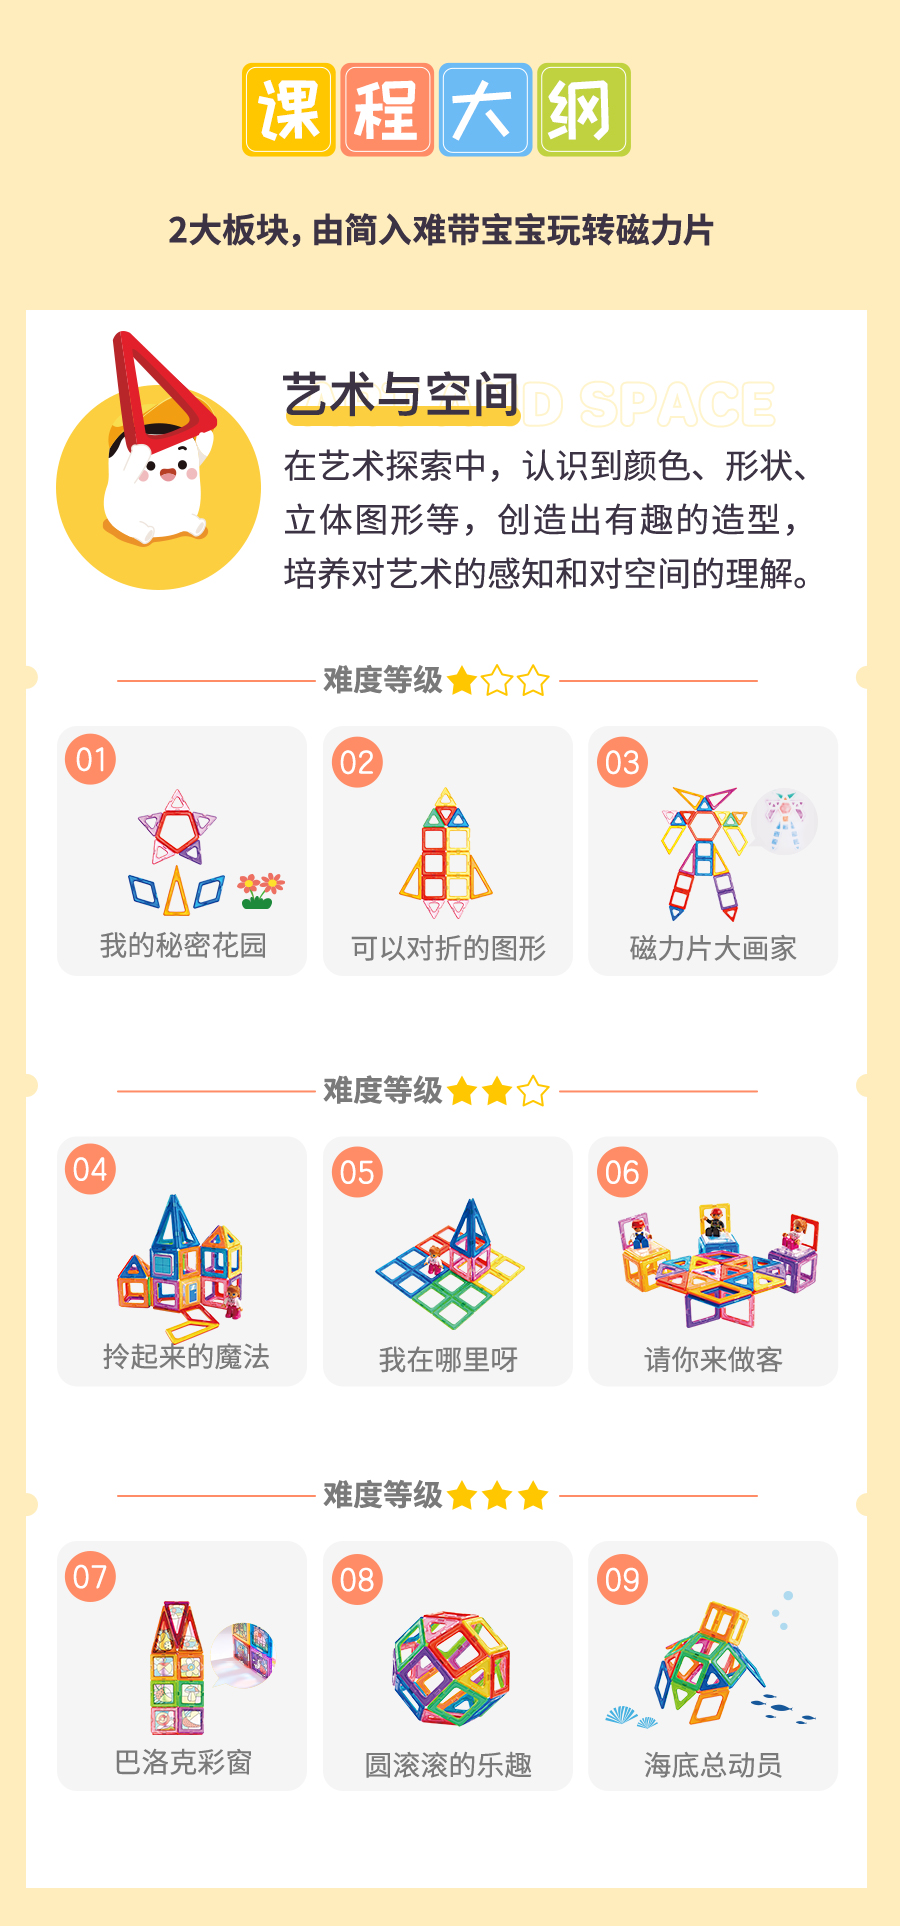 课程大纲
2大板块，由简入难带宝宝玩转磁力片
艺术与空间
D SPACE
在艺术探索中，认识到颜色、形状、
立体图形等，创造出有趣的造型，
培养对艺术的感知和对空间的理解。
难度等级
01
02
03
我的秘密花园
可以对折的图形
磁力片大画家
难度等级
04
05
06
拎起来的魔法
我在哪里呀
请你来做客
难度等级
07
08
09
巴洛克彩窗
圆滚滚的乐趣
海底总动员